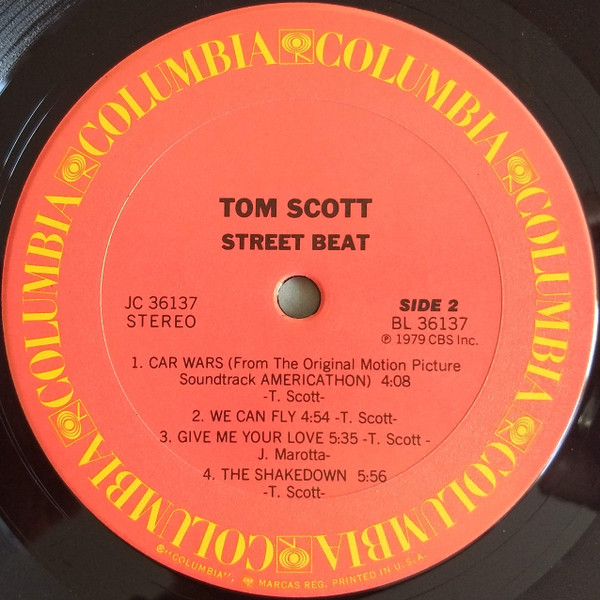 COLUMBIA COLUMBIA COLUMBIA COLUMBIA COLUMBIA COLUMBIA COLUMBIA
TOM SCOTT
STREET BEAT
JC 36137
STEREO
SIDE 2
BL 36137
℗ 1979 CBS Inc.
1. CAR WARS (From The Original Motion Picture
Soundtrack AMERICATHON) 4:08
-T. Scott-
2. WE CAN FLY 4:54 -T. Scott-
3. GIVE ME YOUR LOVE 5:35 -T. Scott -
J. Marotta-
4. THE SHAKEDOWN 5:56
-T. Scott-
®"COLUMBIA", MARCAS REG. PRINTED IN U.S.A.